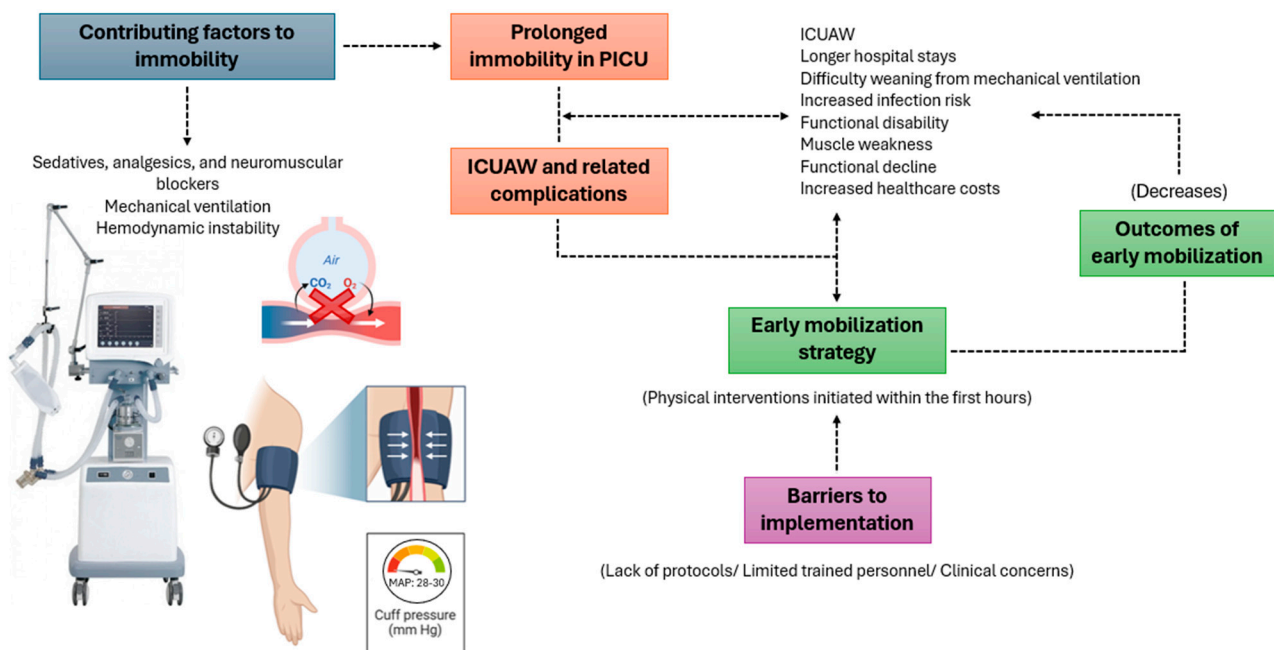 Contributing factors to
immobility
Prolonged
immobility in PICU
ICUAW
Longer hospital stays
Difficulty weaning from mechanical ventilation
Increased infection risk
Functional disability
Muscle weakness
Functional decline
Increased healthcare costs
Sedatives, analgesics, and neuromuscular
blockers
Mechanical ventilation
Hemodynamic instability
ICUAW and related
complications
(Decreases)
Outcomes of
early mobilization
Air
CO₂ O₂
Early mobilization
strategy
(Physical interventions initiated within the first hours)
Barriers to
implementation
(Lack of protocols/ Limited trained personnel/ Clinical concerns)
MAP: 28-30
Cuff pressure
(mm Hg)